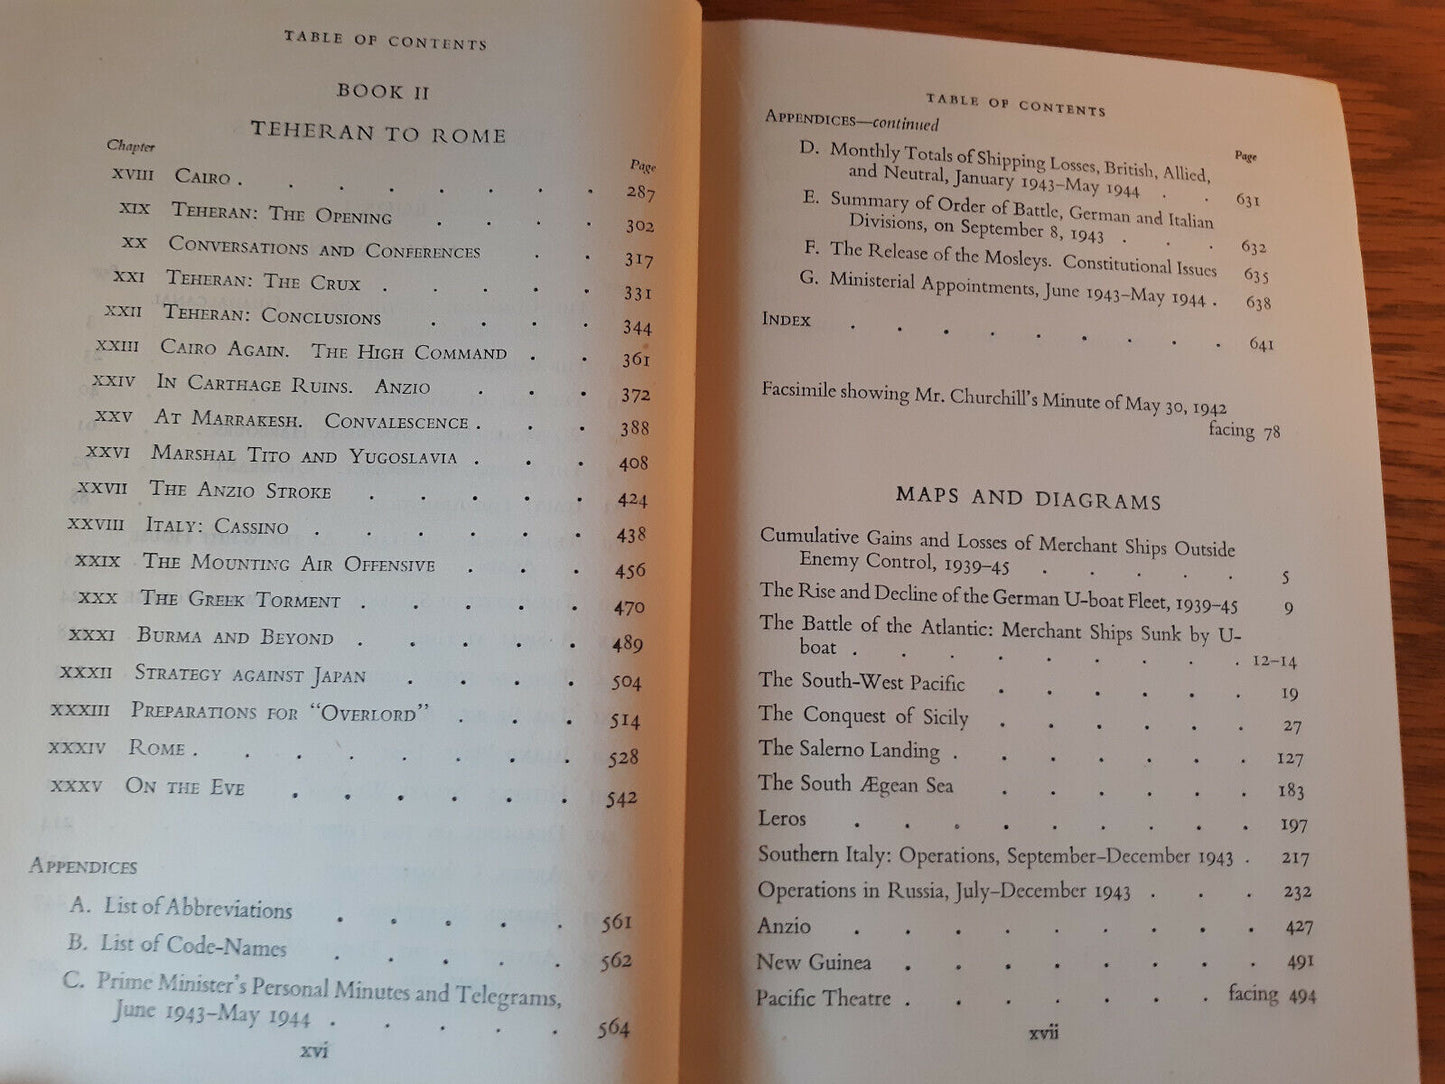 TABLE OF CONTENTS
BOOK II
TEHERAN TO ROME
Chapter Page
XVIII CAIRO . . . . . . . . 287
XIX TEHERAN: THE OPENING . . . . 302
XX CONVERSATIONS AND CONFERENCES . . 317
XXI TEHERAN: THE CRUX . . . . . 331
XXII TEHERAN: CONCLUSIONS . . . . 344
XXIII CAIRO AGAIN. THE HIGH COMMAND . . 361
XXIV IN CARTHAGE RUINS. ANZIO . . . 372
XXV AT MARRAKESH. CONVALESCENCE . . . 388
XXVI MARSHAL TITO AND YUGOSLAVIA . . . 408
XXVII THE ANZIO STROKE . . . . . 424
XXVIII ITALY: CASSINO . . . . . . 438
XXIX THE MOUNTING AIR OFFENSIVE . . . 456
XXX THE GREEK TORMENT . . . . . 470
XXXI BURMA AND BEYOND . . . . . 489
XXXII STRATEGY AGAINST JAPAN . . . . 504
XXXIII PREPARATIONS FOR "OVERLORD" . . . 514
XXXIV ROME . . . . . . . . 528
XXXV ON THE EVE . . . . . . 542
APPENDICES
A. List of Abbreviations . . . . . 561
B. List of Code-Names . . . . . 562
C. Prime Minister's Personal Minutes and Telegrams,
June 1943–May 1944 . . . . . 564
xvi
TABLE OF CONTENTS
APPENDICES—continued
Page
D. Monthly Totals of Shipping Losses, British, Allied,
and Neutral, January 1943–May 1944 . . 631
E. Summary of Order of Battle, German and Italian
Divisions, on September 8, 1943 . . . 632
F. The Release of the Mosleys. Constitutional Issues 635
G. Ministerial Appointments, June 1943–May 1944 . 638
INDEX . . . . . . . . . 641
Facsimile showing Mr. Churchill's Minute of May 30, 1942
facing 78
MAPS AND DIAGRAMS
Cumulative Gains and Losses of Merchant Ships Outside
Enemy Control, 1939–45 . . . . . 5
The Rise and Decline of the German U-boat Fleet, 1939–45 9
The Battle of the Atlantic: Merchant Ships Sunk by U-
boat . . . . . . . . . 12–14
The South-West Pacific . . . . . . 19
The Conquest of Sicily . . . . . . 27
The Salerno Landing . . . . . . . 127
The South Ægean Sea . . . . . . 183
Leros . . . . . . . . . 197
Southern Italy: Operations, September–December 1943 . 217
Operations in Russia, July–December 1943 . . . 232
Anzio . . . . . . . . . 427
New Guinea . . . . . . . . 491
Pacific Theatre . . . . . . . facing 494
xvii